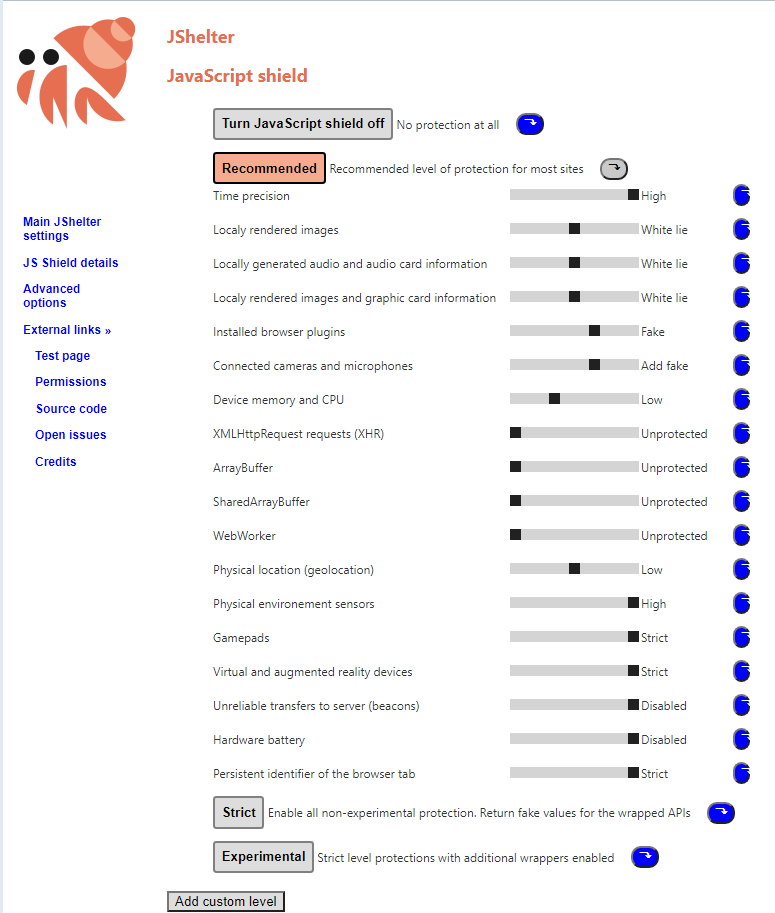 JShelter
JavaScript shield
Turn JavaScript shield off No protection at all
Recommended Recommended level of protection for most sites
Time precision High
Localy rendered images White lie
Locally generated audio and audio card information White lie
Localy rendered images and graphic card information White lie
Installed browser plugins Fake
Connected cameras and microphones Add fake
Device memory and CPU Low
XMLHttpRequest requests (XHR) Unprotected
ArrayBuffer Unprotected
SharedArrayBuffer Unprotected
WebWorker Unprotected
Physical location (geolocation) Low
Physical environement sensors High
Gamepads Strict
Virtual and augmented reality devices Strict
Unreliable transfers to server (beacons) Disabled
Hardware battery Disabled
Persistent identifier of the browser tab Strict
Strict Enable all non-experimental protection. Return fake values for the wrapped APIs
Experimental Strict level protections with additional wrappers enabled
Add custom level
Main JShelter
settings
JS Shield details
Advanced
options
External links »
Test page
Permissions
Source code
Open issues
Credits